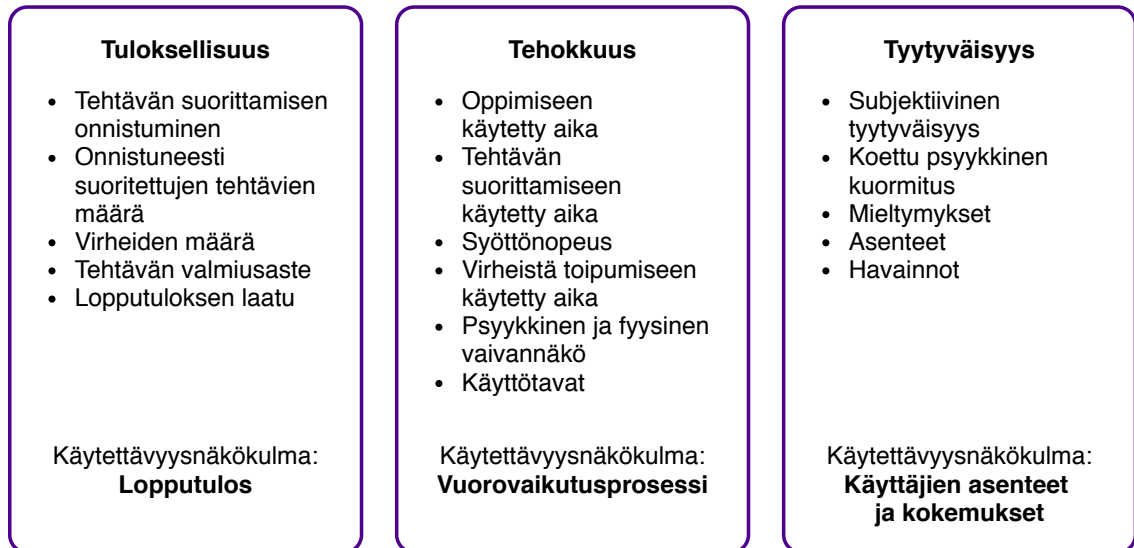 Tuloksellisuus
• Tehtävän suorittamisen
onnistuminen
• Onnistuneesti
suoritettujen tehtävien
määrä
• Virheiden määrä
• Tehtävän valmiusaste
• Lopputuloksen laatu
Käytettävyysnäkökulma:
Lopputulos
Tehokkuus
• Oppimiseen
käytetty aika
• Tehtävän
suorittamiseen
käytetty aika
• Syöttönopeus
• Virheistä toipumiseen
käytetty aika
• Psyykkinen ja fyysinen
vaivannäkö
• Käyttötavat
Käytettävyysnäkökulma:
Vuorovaikutusprosessi
Tyytyväisyys
• Subjektiivinen
tyytyväisyys
• Koettu psyykkinen
kuormitus
• Mieltymykset
• Asenteet
• Havainnot
Käytettävyysnäkökulma:
Käyttäjien asenteet
ja kokemukset